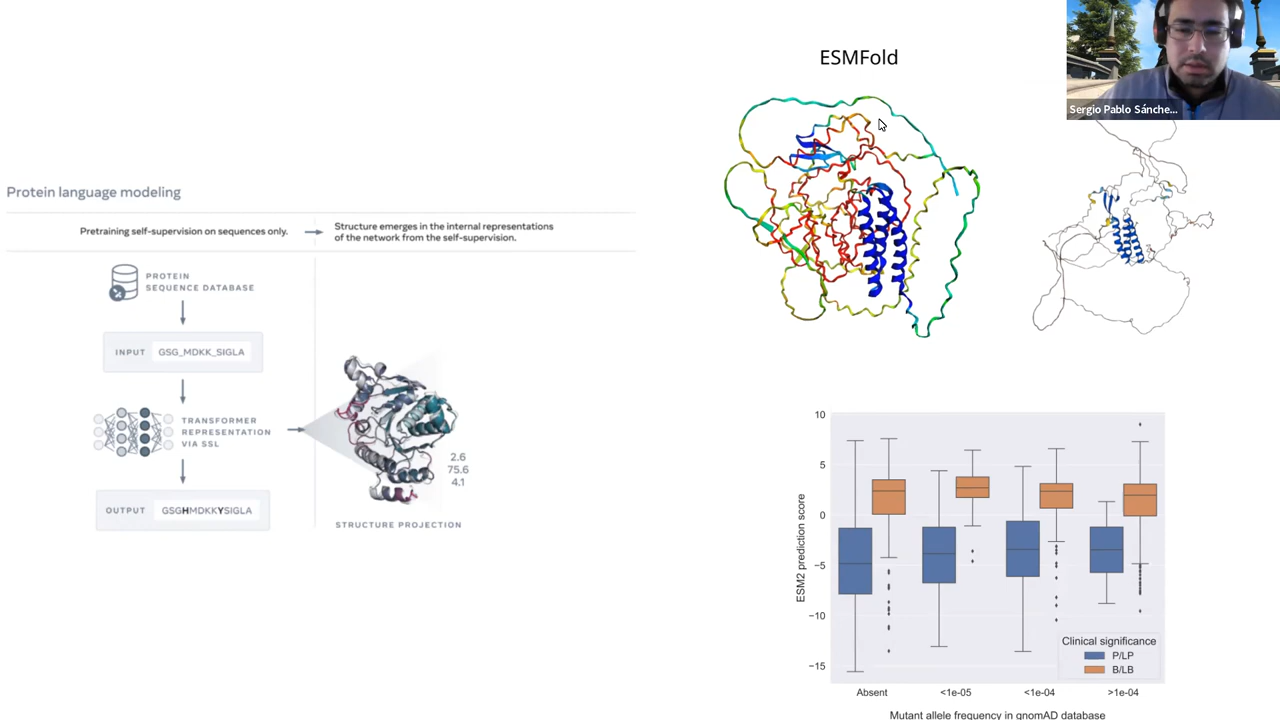 ESMFold
Sergio Pablo Sánche...
Protein language modeling
Pretraining self-supervision on sequences only.
Structure emerges in the internal representations
of the network from the self-supervision.
PROTEIN
SEQUENCE DATABASE
INPUT GSG_MDKK_SIGLA
TRANSFORMER
REPRESENTATION
VIA SSL
OUTPUT GSGHMDKKYSIGLA
2.6
75.6
4.1
STRUCTURE PROJECTION
10
5
0
−5
−10
−15
ESM2 prediction score
Clinical significance
P/LP
B/LB
Absent <1e-05 <1e-04 >1e-04
Mutant allele frequency in gnomAD database